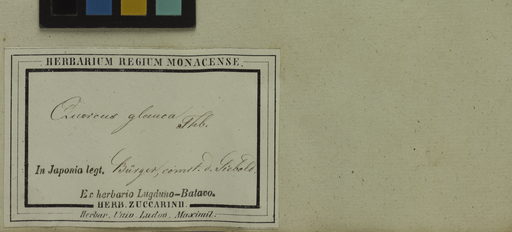 HERBARIUM REGIUM MONACENSE.
Quercus glauca Thb.
In Japonia legt. Bürger, comm. d. Siebold.
Ex herbario Lugduno-Batavo.
HERB. ZUCCARINII.
Herbar. Univ. Ludov. Maximil.